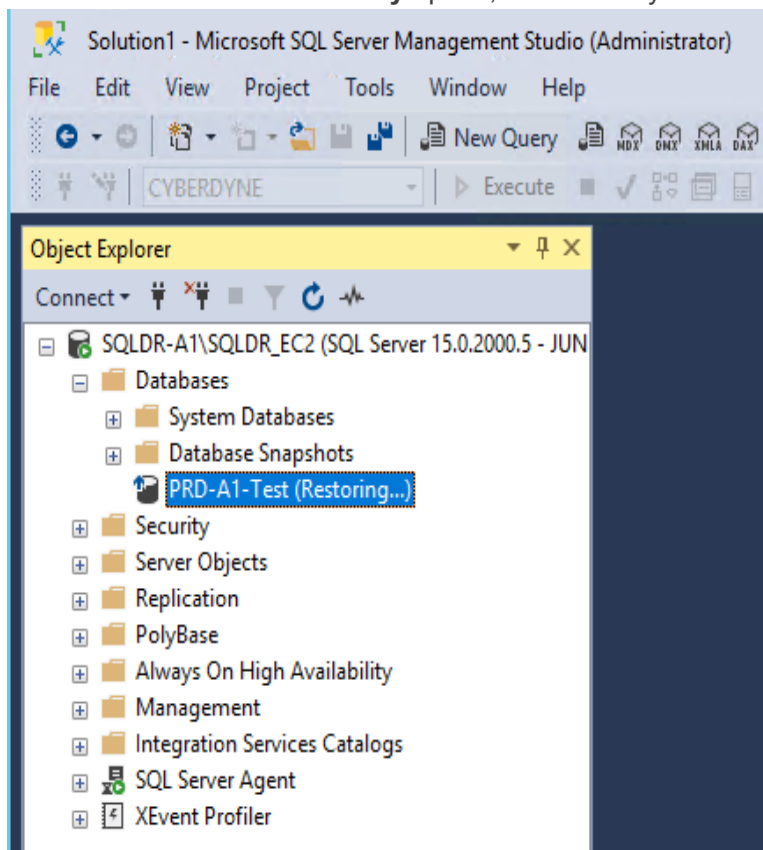 Solution1 - Microsoft SQL Server Management Studio (Administrator)
File Edit View Project Tools Window Help
New Query MDX DMX XMLA DAX
CYBERDYNE Execute
Object Explorer
Connect
SQLDR-A1\SQLDR_EC2 (SQL Server 15.0.2000.5 - JUN
Databases
System Databases
Database Snapshots
PRD-A1-Test (Restoring...)
Security
Server Objects
Replication
PolyBase
Always On High Availability
Management
Integration Services Catalogs
SQL Server Agent
XEvent Profiler